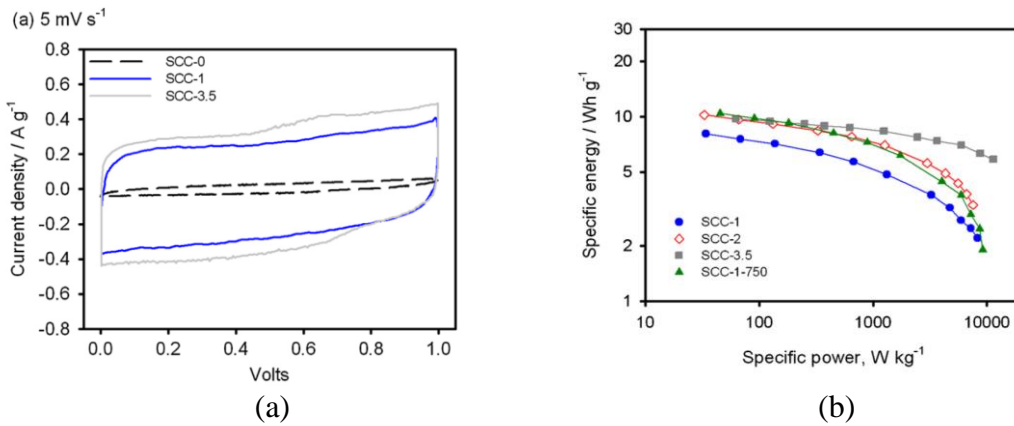 (a) 5 mV s⁻¹
Current density / A g⁻¹
0.8
0.6
0.4
0.2
0.0
-0.2
-0.4
-0.6
-0.8
SCC-0
SCC-1
SCC-3.5
0.0 0.2 0.4 0.6 0.8 1.0
Volts
(a)
Specific energy / Wh g⁻¹
30
20
10
5
2
1
SCC-1
SCC-2
SCC-3.5
SCC-1-750
10 100 1000 10000
Specific power, W kg⁻¹
(b)